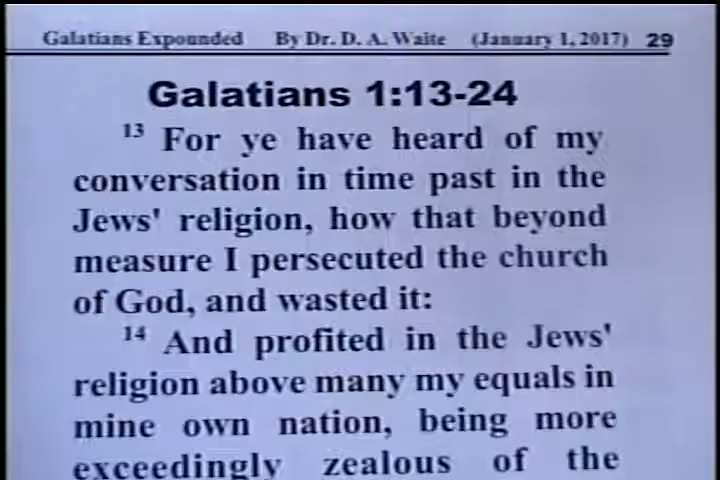 Galatians Expounded By Dr. D. A. Waite (January 1, 2017) 29
Galatians 1:13-24
13 For ye have heard of my
conversation in time past in the
Jews' religion, how that beyond
measure I persecuted the church
of God, and wasted it:
14 And profited in the Jews'
religion above many my equals in
mine own nation, being more
exceedingly zealous of the